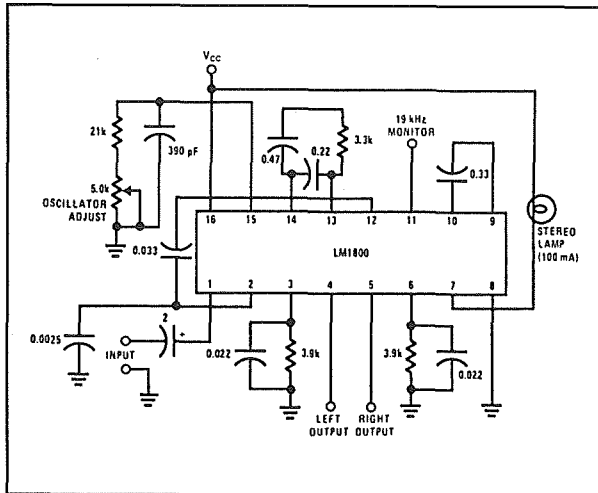 VCC
21k
390 pF
5.0k
OSCILLATOR
ADJUST
0.47
0.22
3.3k
19 kHz
MONITOR
0.33
STEREO
LAMP
(100 mA)
16 15 14 13 12 11 10 9
LM1800
1 2 3 4 5 6 7 8
0.033
0.0025
2
+
INPUT
0.022
3.9k
3.9k
0.022
LEFT
OUTPUT
RIGHT
OUTPUT